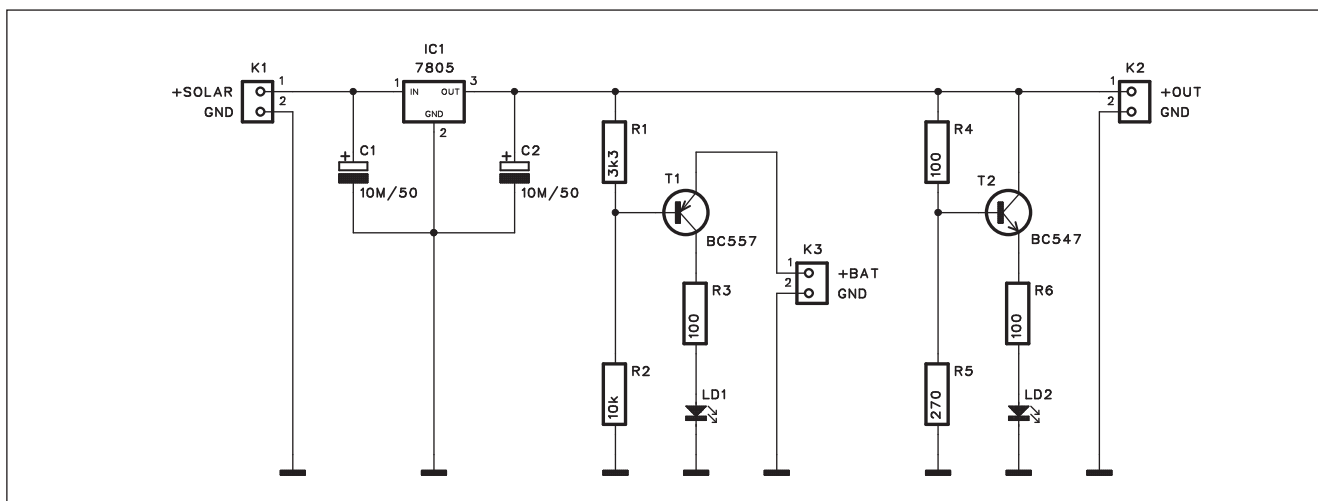 K1
1
2
+SOLAR
GND
IC1
7805
1
IN
OUT
GND
3
2
C1
10M/50
C2
10M/50
R1
3k3
R2
10k
T1
BC557
R3
100
LD1
K3
1
2
+BAT
GND
R4
100
R5
270
T2
BC547
R6
100
LD2
K2
1
2
+OUT
GND